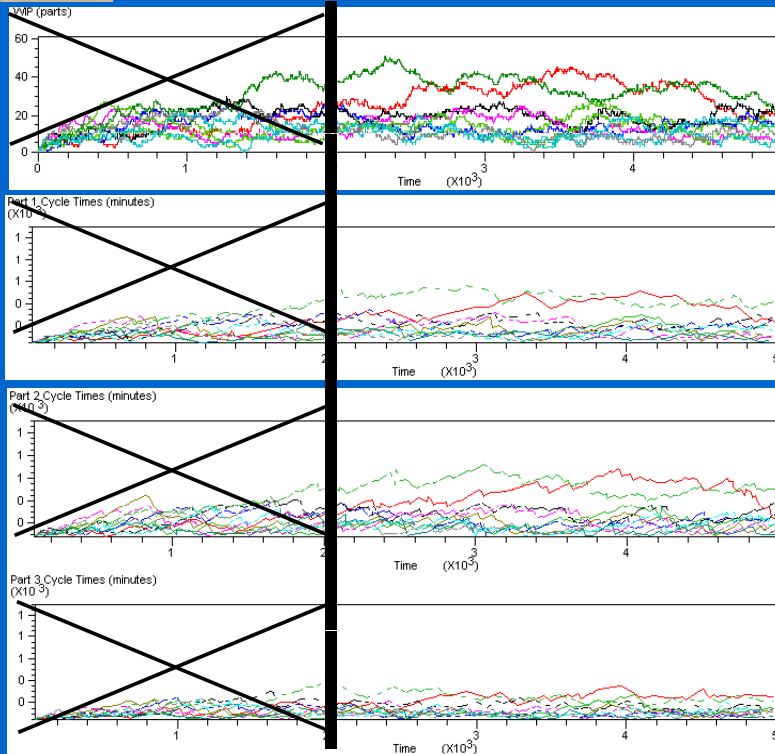 WIP (parts)
60
40
20
0
0 1 3 4
Time (X10 3)
Part 1 Cycle Times (minutes)
(X10 3)
1
1
1
0
0
1 2 3 4
Time (X10 3)
Part 2 Cycle Times (minutes)
(X10 3)
1
1
1
0
0
1 2 3 4
Time (X10 3)
Part 3 Cycle Times (minutes)
(X10 3)
1
1
1
0
0
1 2 3 4
Time (X10 3)